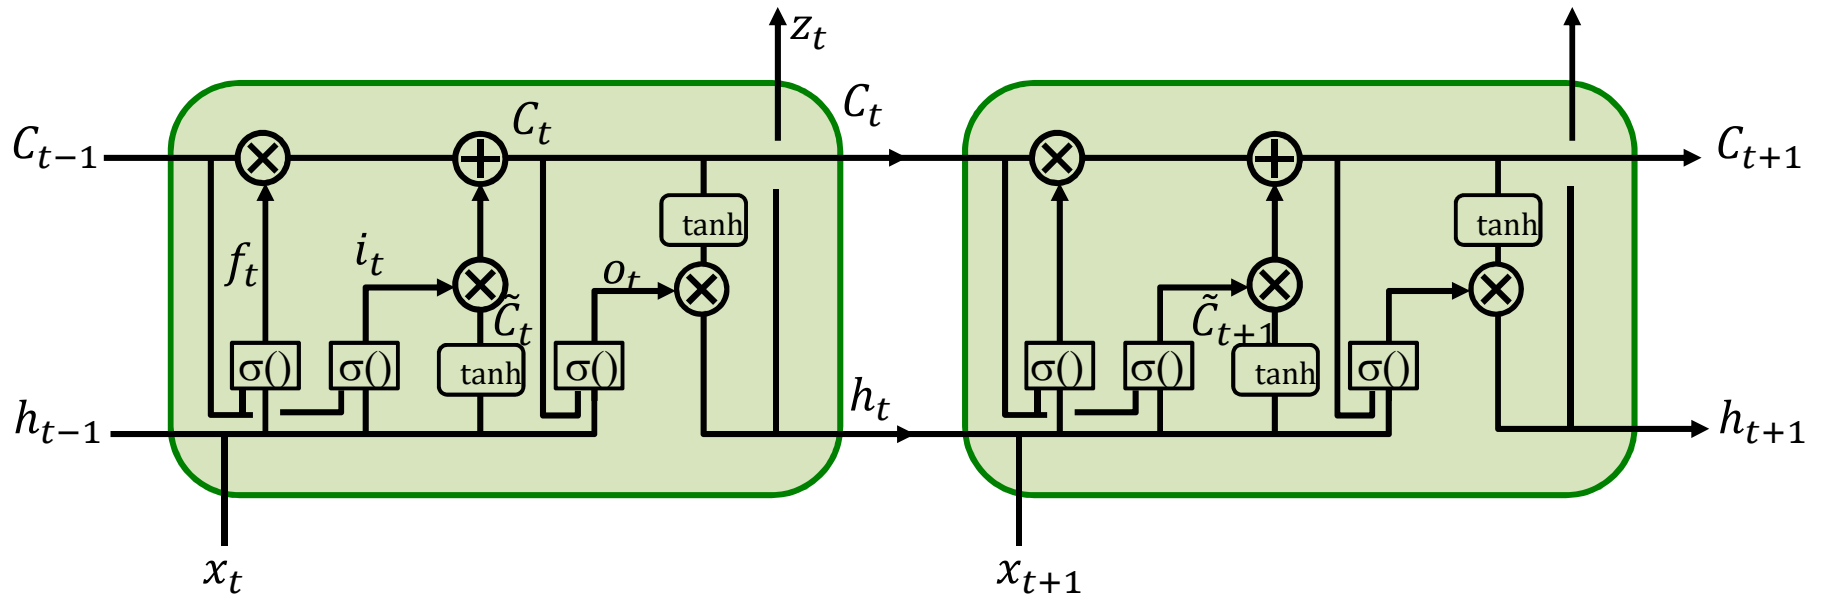 z_t
C_{t−1}
C_t
C_t
C_{t+1}
f_t
i_t
o_t
tanh
tanh
C̃_t
C̃_{t+1}
σ()
σ()
tanh
σ()
σ()
σ()
tanh
σ()
h_{t−1}
h_t
h_{t+1}
x_t
x_{t+1}